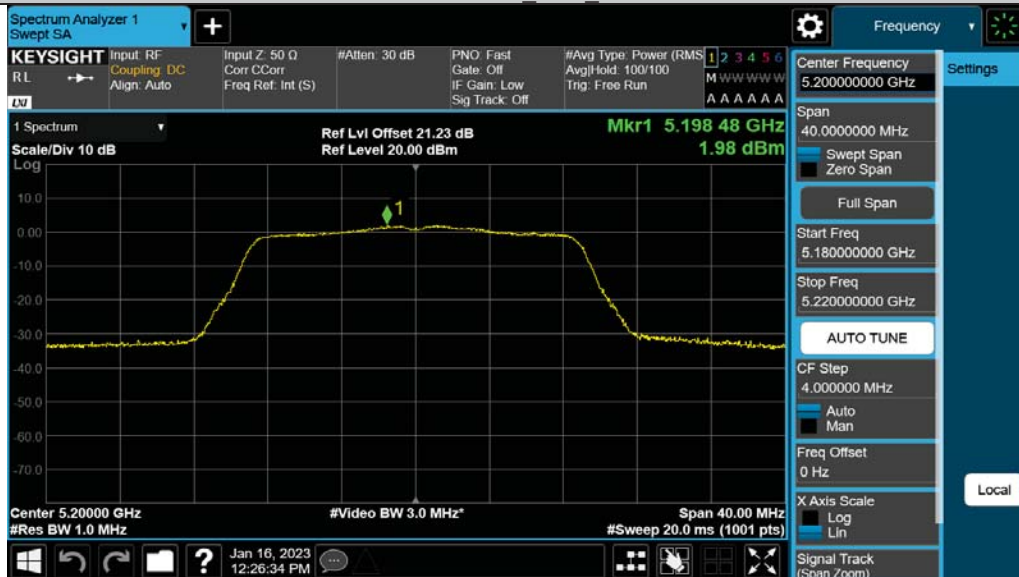 Spectrum Analyzer 1
Swept SA
Frequency
KEYSIGHT
RL
LXI
Input: RF
Coupling: DC
Align: Auto
Input Z: 50 Ω
Corr CCorr
Freq Ref: Int (S)
#Atten: 30 dB
PNO: Fast
Gate: Off
IF Gain: Low
Sig Track: Off
#Avg Type: Power (RMS
Avg|Hold: 100/100
Trig: Free Run
1 2 3 4 5 6
M W W W W W
A A A A A A
1 Spectrum
Scale/Div 10 dB
Log
Ref Lvl Offset 21.23 dB
Ref Level 20.00 dBm
Mkr1 5.198 48 GHz
1.98 dBm
1
10.0
0.00
-10.0
-20.0
-30.0
-40.0
-50.0
-60.0
-70.0
Center 5.20000 GHz
#Res BW 1.0 MHz
#Video BW 3.0 MHz*
Span 40.00 MHz
#Sweep 20.0 ms (1001 pts)
?
Jan 16, 2023
12:26:34 PM
Center Frequency
5.200000000 GHz
Span
40.0000000 MHz
Swept Span
Zero Span
Full Span
Start Freq
5.180000000 GHz
Stop Freq
5.220000000 GHz
AUTO TUNE
CF Step
4.000000 MHz
Auto
Man
Freq Offset
0 Hz
X Axis Scale
Log
Lin
Signal Track
(Span Zoom)
Settings
Local